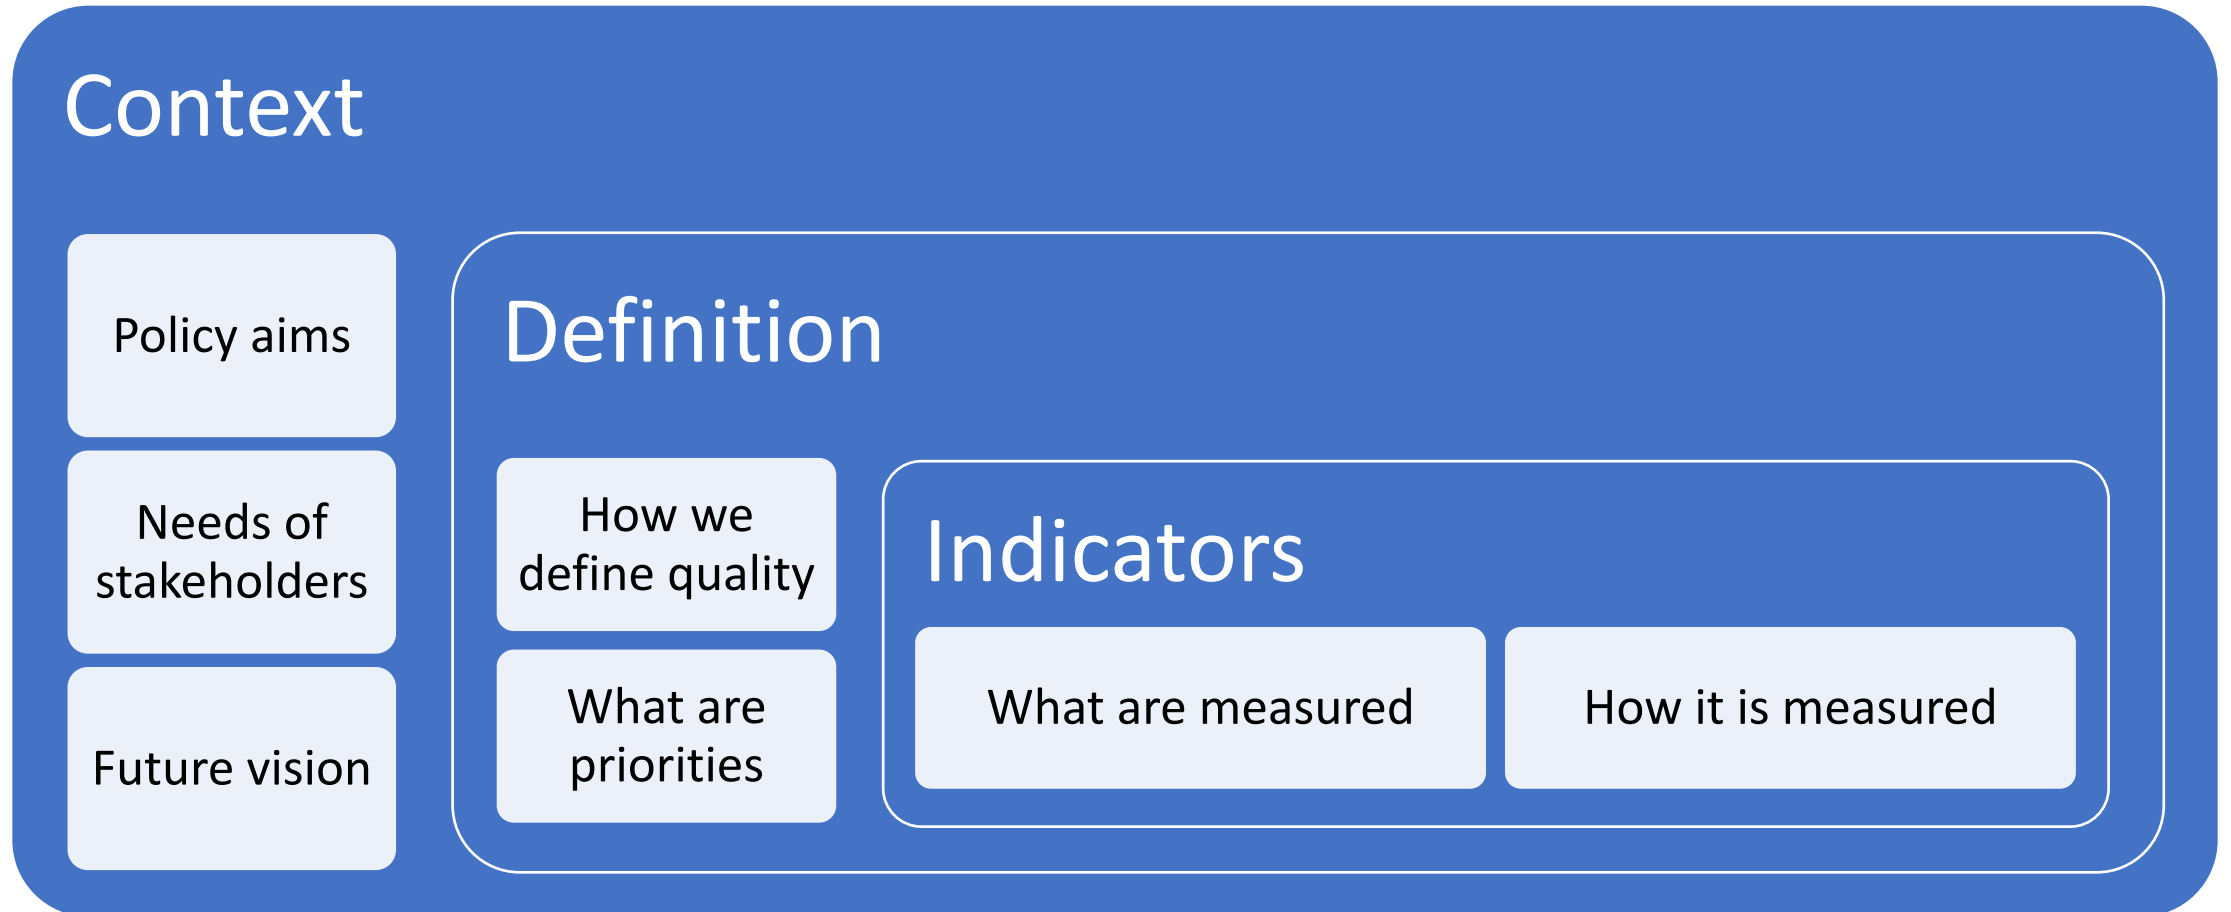 Context
Policy aims
Needs of
stakeholders
Future vision
Definition
How we
define quality
What are
priorities
Indicators
What are measured
How it is measured